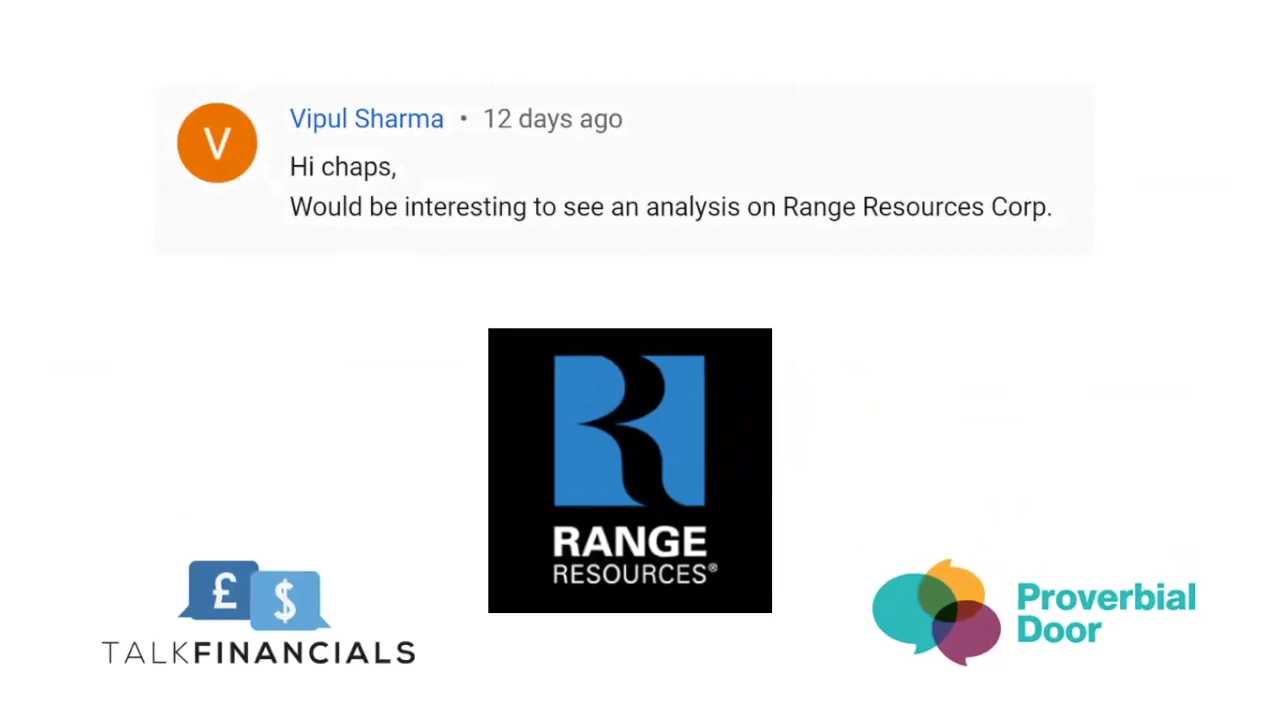 V
Vipul Sharma • 12 days ago
Hi chaps,
Would be interesting to see an analysis on Range Resources Corp.
R
RANGE
RESOURCES®
£
$
TALKFINANCIALS
Proverbial
Door